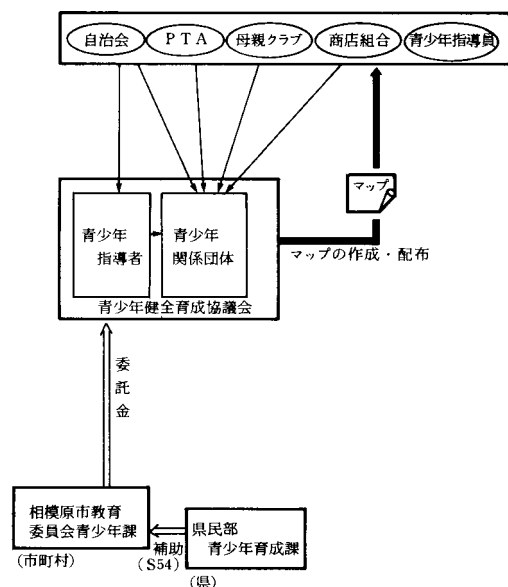 自治会 PTA 母親クラブ 商店組合 青少年指導員
マップ
青少年
指導者
青少年
関係団体
マップの作成・配布
青少年健全育成協議会
委託金
相模原市教育
委員会青少年課
県民部
青少年育成課
補助
(S54)
(市町村)
(県)